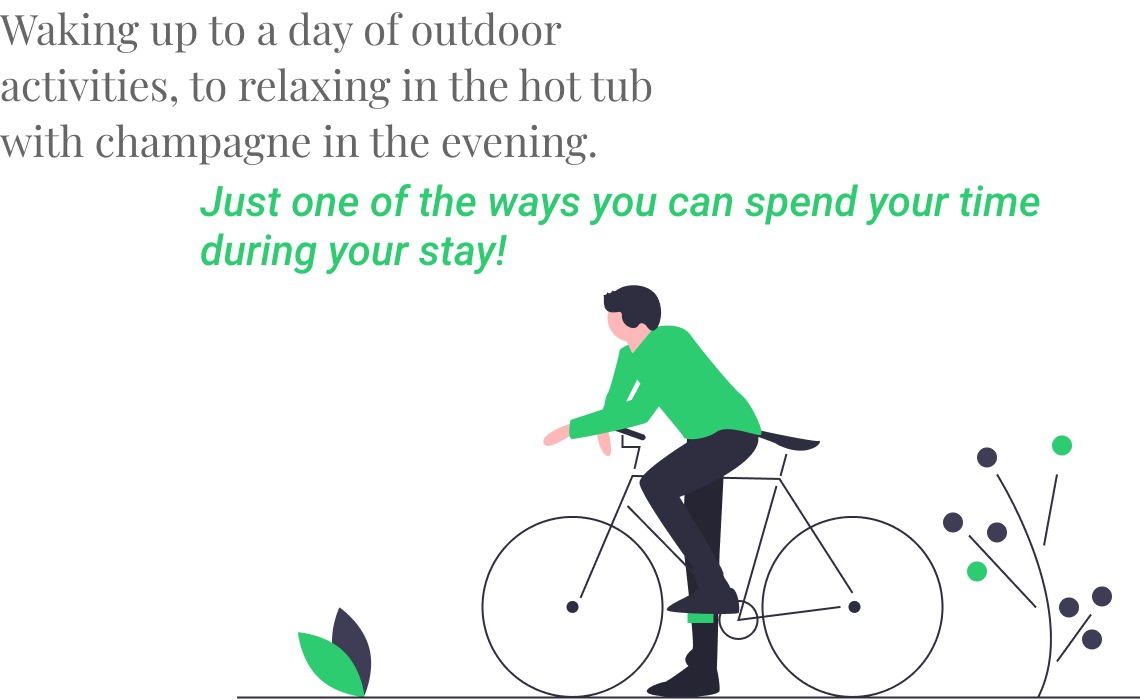 Waking up to a day of outdoor
activities, to relaxing in the hot tub
with champagne in the evening.
Just one of the ways you can spend your time
during your stay!